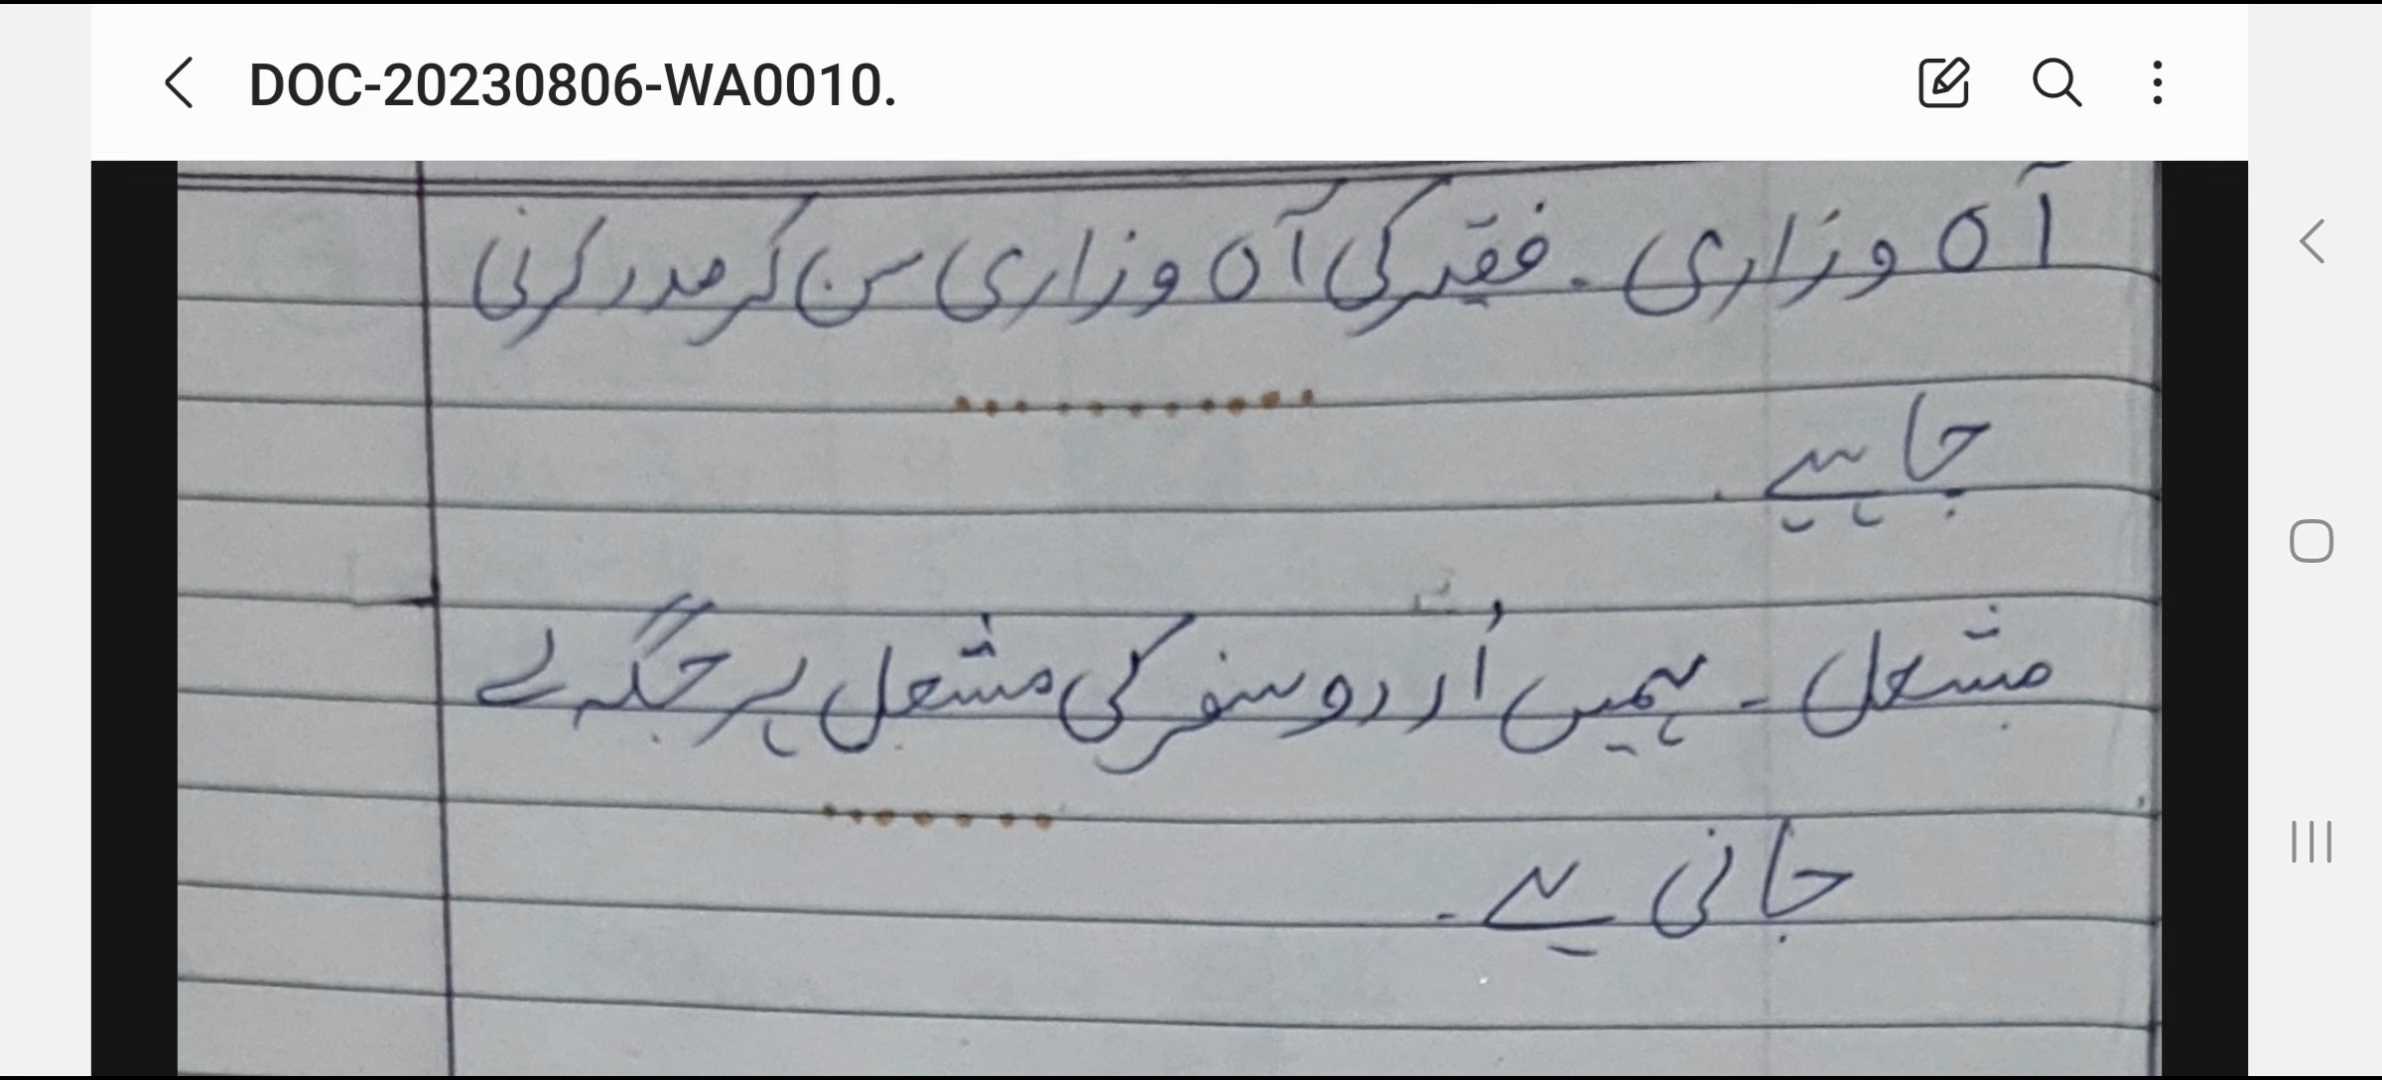 DOC-20230806-WA0010.
آہ و زاری ۔ فقیر کی آہ و زاری سن کر مدد کرنی
چاہیے ۔
مشعل ۔ ہمیں اُردو سفر کی مشعل ہر جگہ لے
جانی ہے ۔